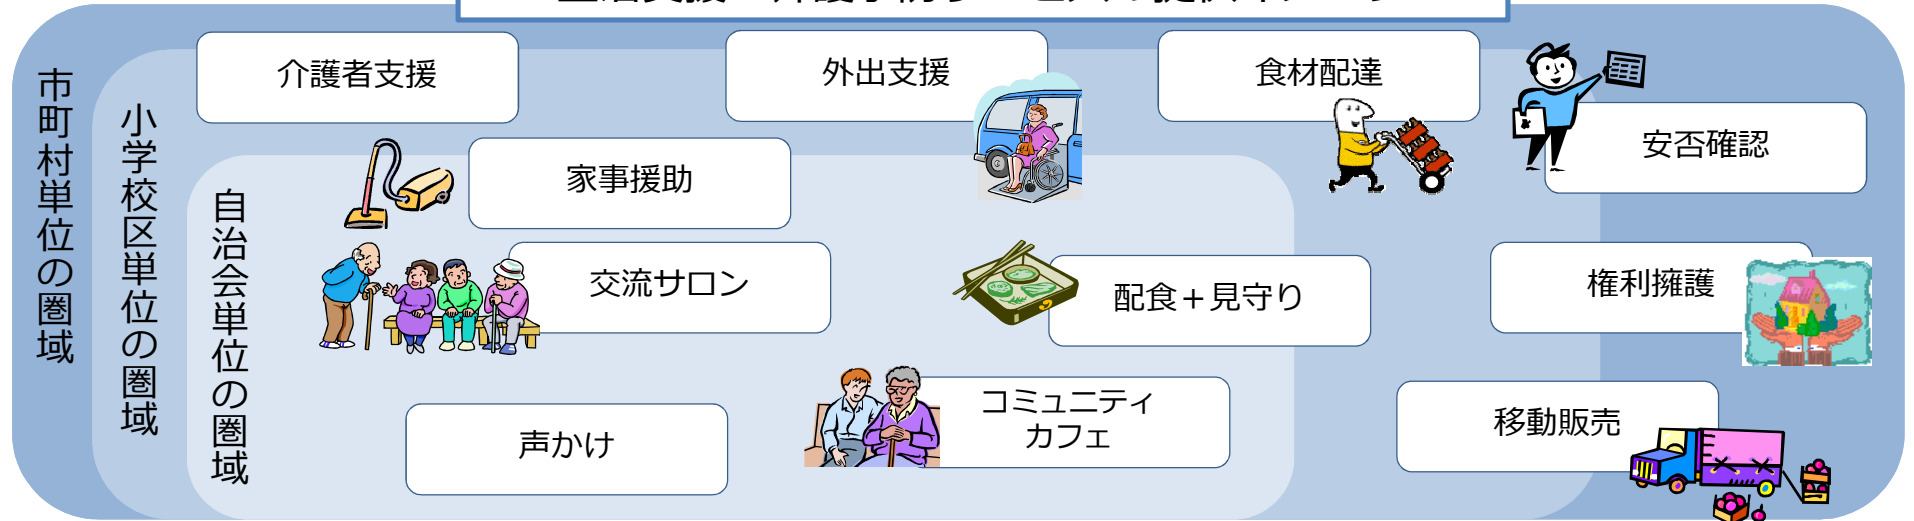 市町村単位の圏域
小学校区単位の圏域
自治会単位の圏域
介護者支援
外出支援
食材配達
安否確認
家事援助
交流サロン
配食＋見守り
権利擁護
声かけ
コミュニティ
カフェ
移動販売